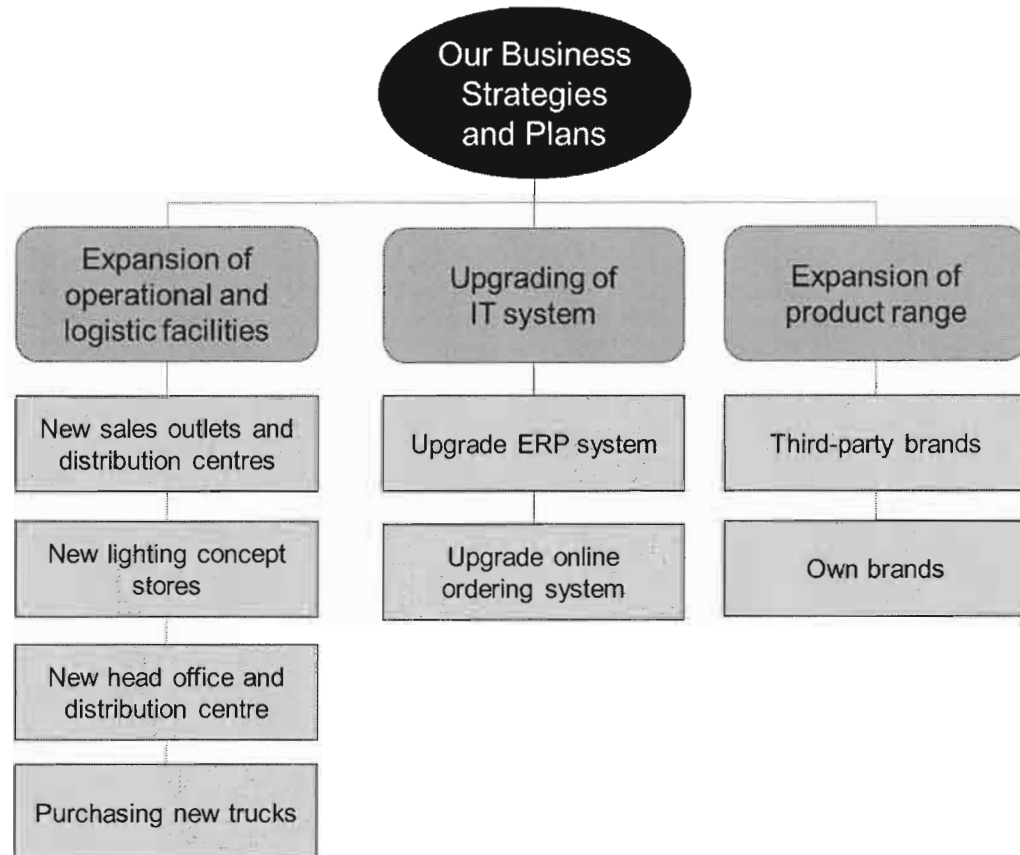 Our Business
Strategies
and Plans
Expansion of
operational and
logistic facilities
New sales outlets and
distribution centres
New lighting concept
stores
New head office and
distribution centre
Purchasing new trucks
Upgrading of
IT system
Upgrade ERP system
Upgrade online
ordering system
Expansion of
product range
Third-party brands
Own brands